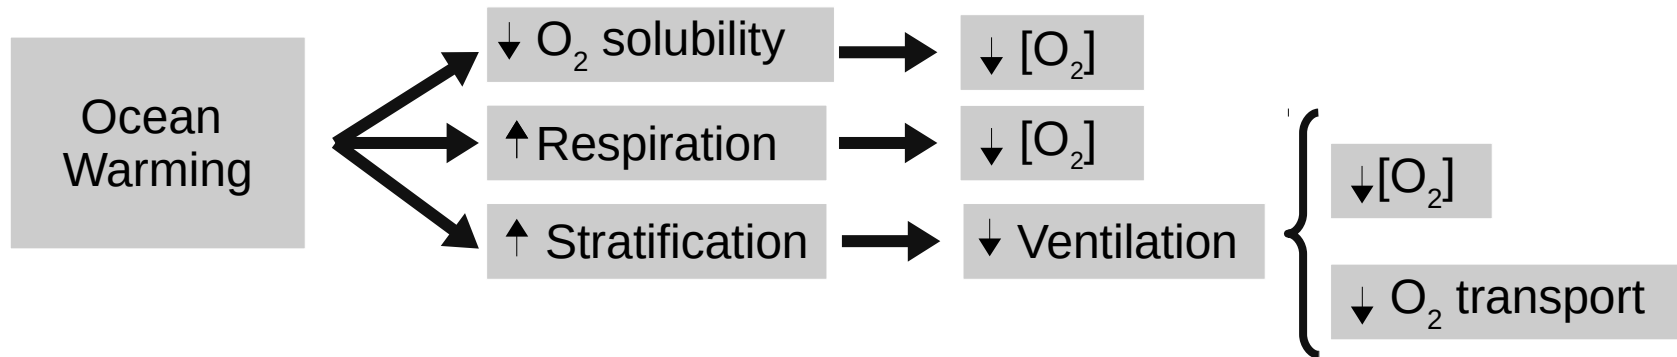 Ocean
Warming
↓ O₂ solubility
↓ [O₂]
↑ Respiration
↓ [O₂]
↑ Stratification
↓ Ventilation
↓[O₂]
↓ O₂ transport